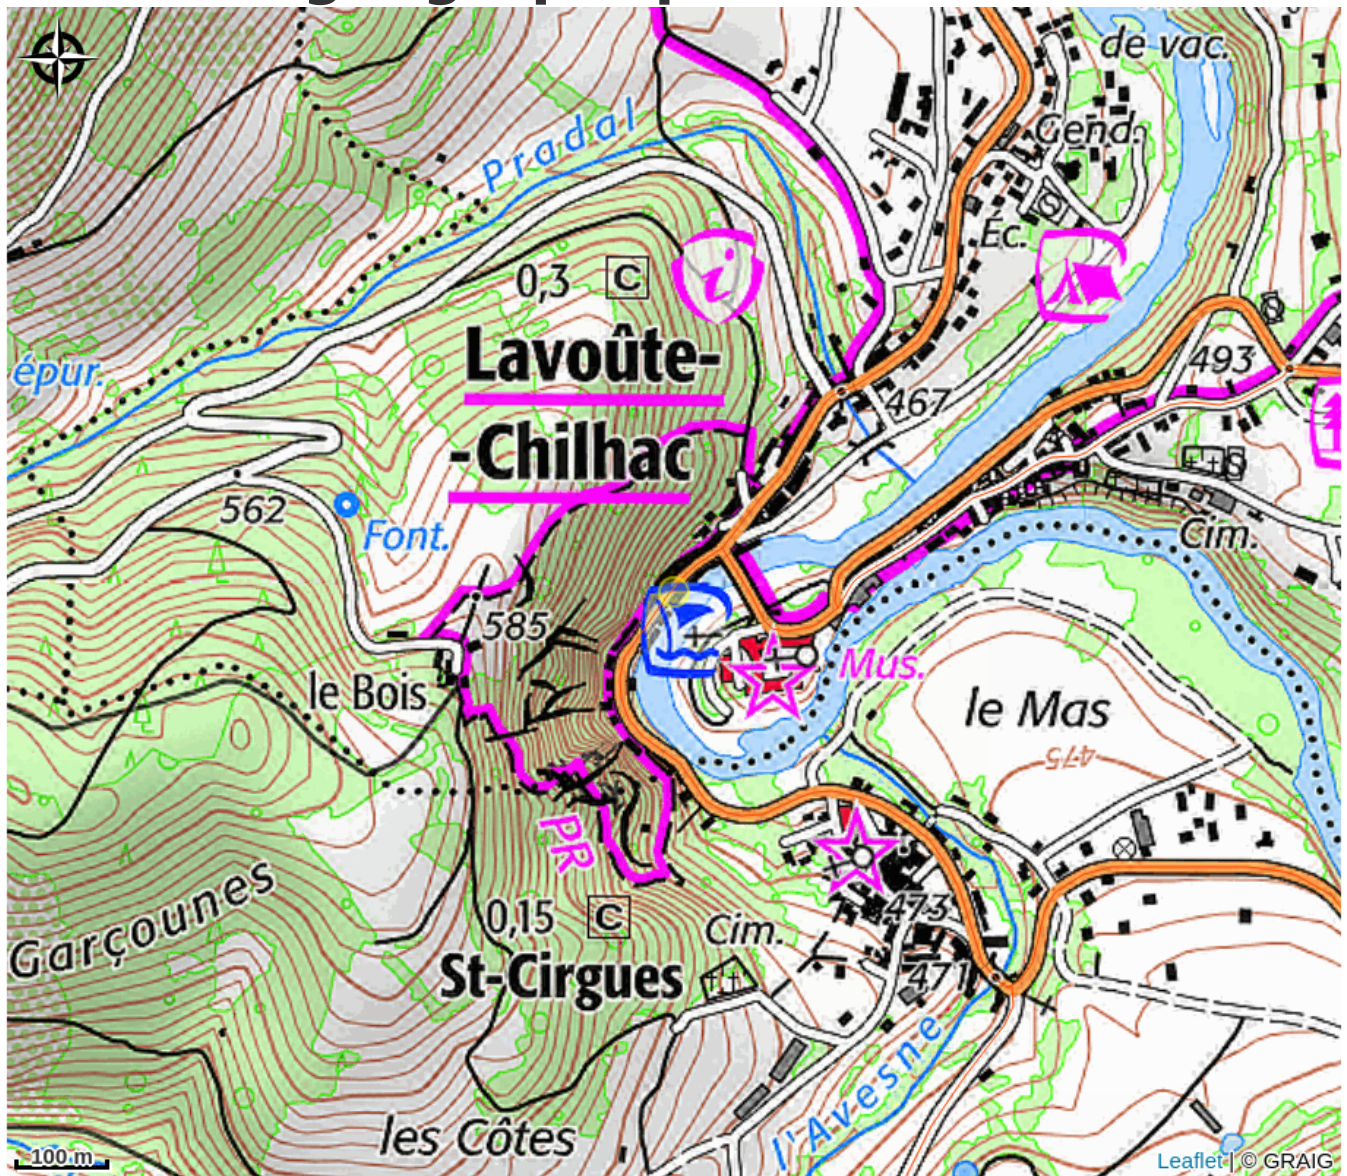 de vac.
Gend.
Pradal
Éc.
0,3 C
i
Lavoûte-
493
épur.
467
-Chilhac
562
Font.
Cim.
585
Mus.
le Bois
le Mas
475
PR
Garçounes
0,15 C
473
Cim.
St-Cirgues
471
l'Avesne
les Côtes
100 m
Leaflet | © GRAIG